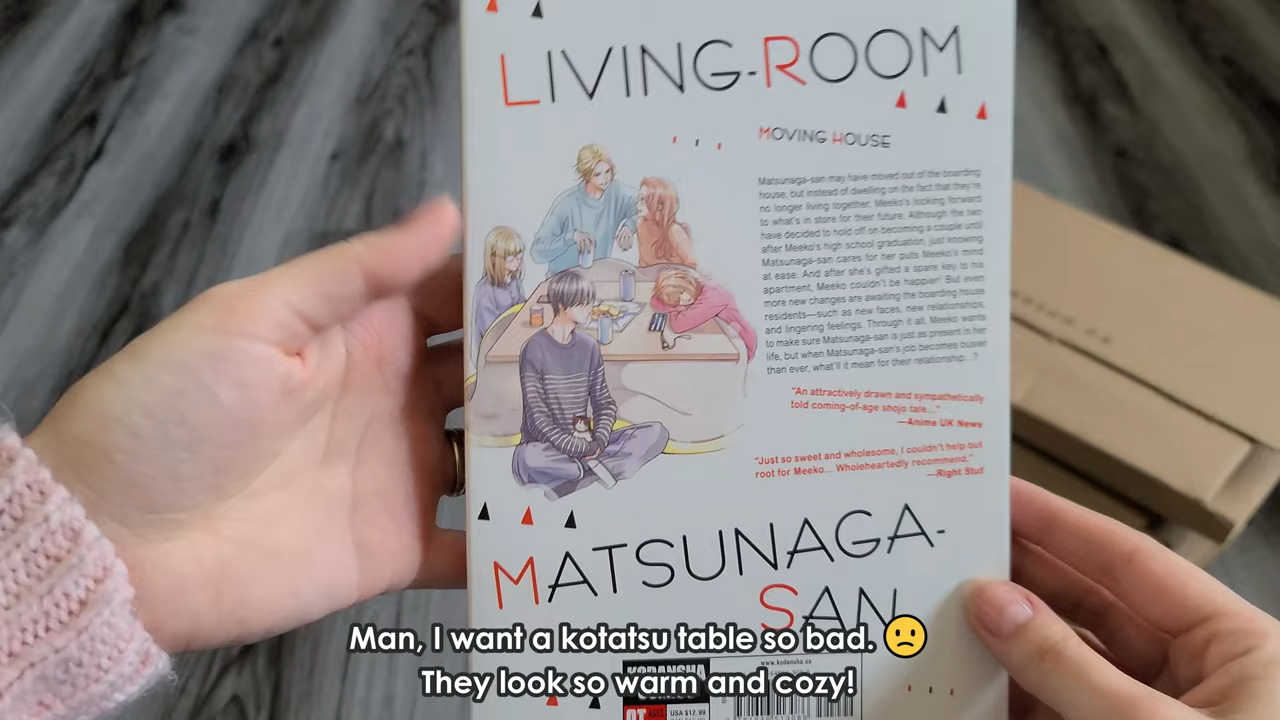 LIVING-ROOM
MOVING HOUSE
Matsunaga-san may have moved out of the boarding
house, but instead of dwelling on the fact that they're
no longer living together, Meeko's looking forward
to what's in store for their future. Although the two
have decided to hold off on becoming a couple until
after Meeko's high school graduation, just knowing
Matsunaga-san cares for her puts Meeko's mind
at ease. And after she's gifted a spare key to his
apartment, Meeko couldn't be happier! But even
more new changes are awaiting the boarding house
residents—such as new faces, new relationships,
and lingering feelings. Through it all, Meeko wants
to make sure Matsunaga-san is just as present in her
life, but when Matsunaga-san's job becomes busier
than ever, what'll it mean for their relationship...?
"An attractively drawn and sympathetically
told coming-of-age shojo tale..."
—Anime UK News
"Just so sweet and wholesome, I couldn't help but
root for Meeko... Wholeheartedly recommend."
—Right Stuf
MATSUNAGA-
SAN
Man, I want a kotatsu table so bad. 🙁
They look so warm and cozy!
KODANSHA
www.kodansha.us
OT AGES
USA $12.99